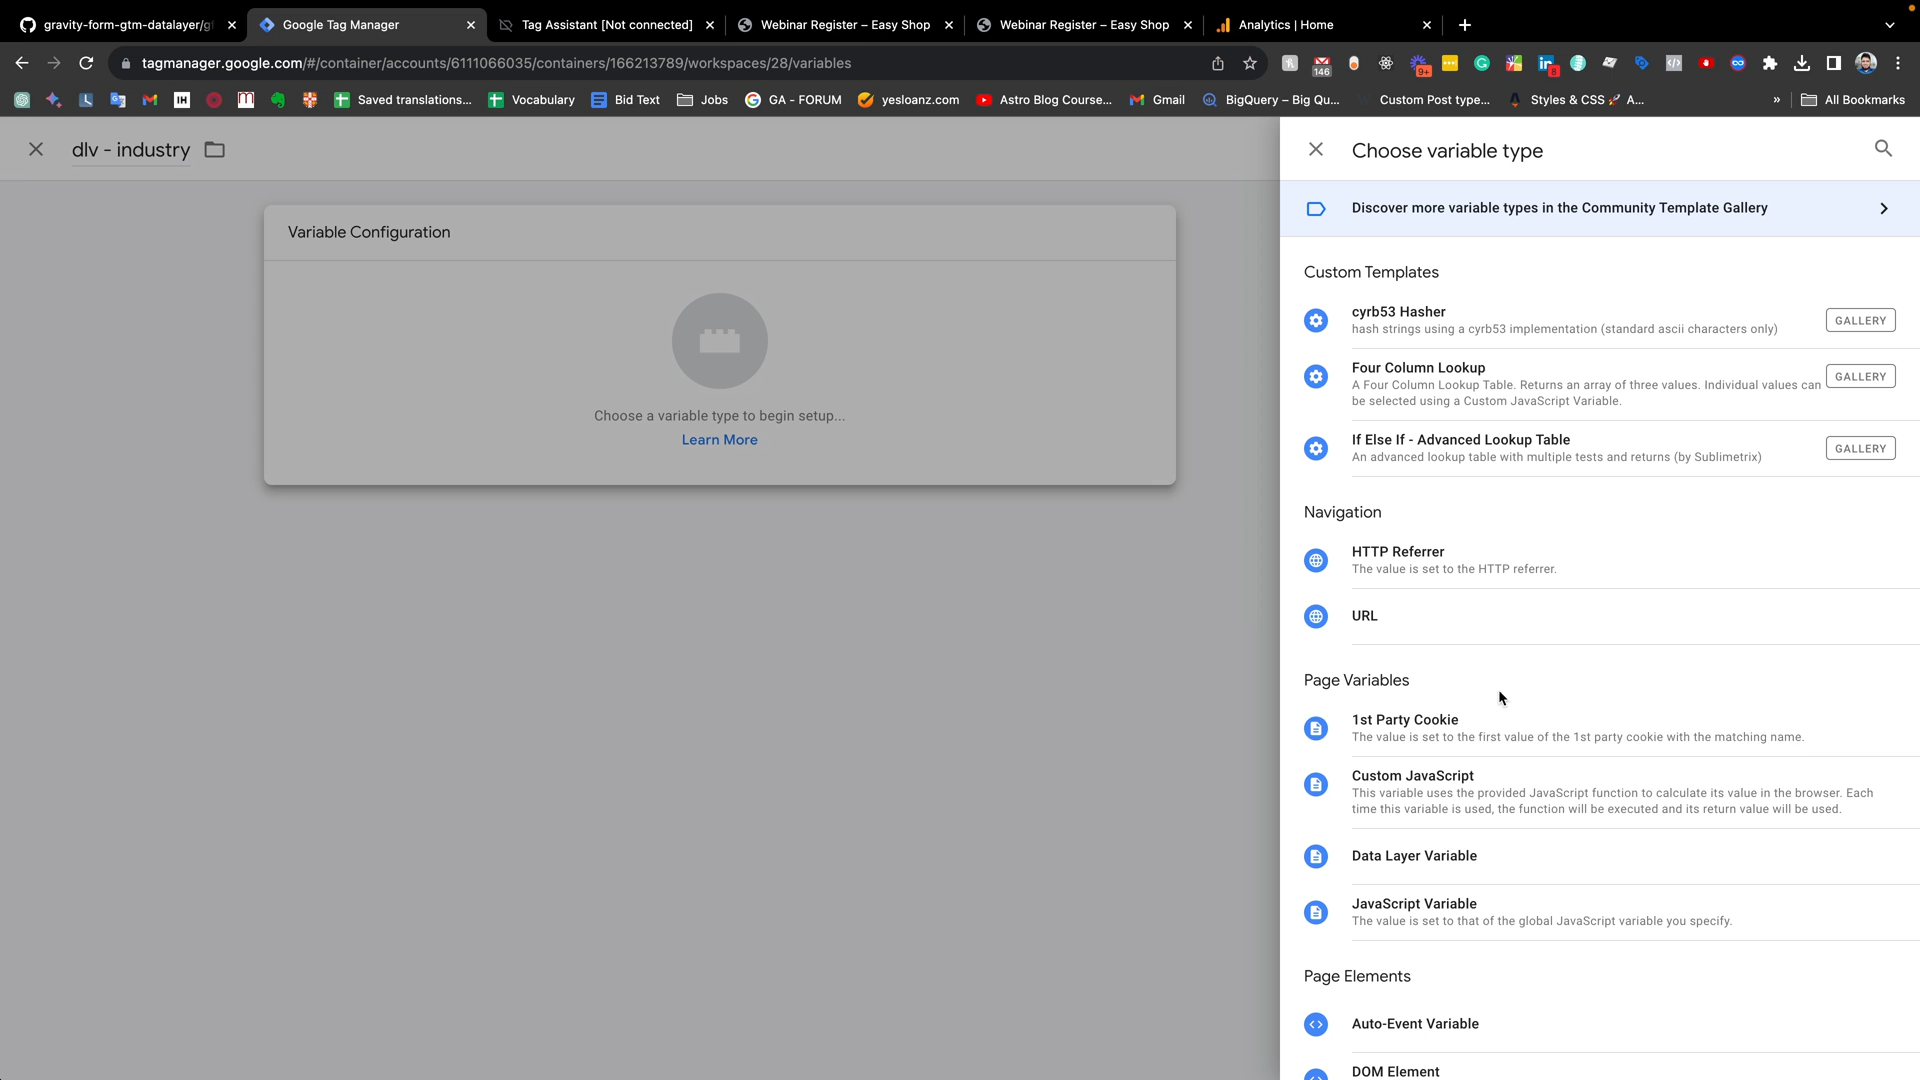 gravity-form-gtm-datalayer/g
Google Tag Manager
Tag Assistant [Not connected]
Webinar Register – Easy Shop
Webinar Register – Easy Shop
Analytics | Home
tagmanager.google.com/#/container/accounts/6111066035/containers/166213789/workspaces/28/variables
146
9+
8
IH
Saved translations...
Vocabulary
Bid Text
Jobs
GA - FORUM
yesloanz.com
Astro Blog Course...
Gmail
BigQuery – Big Qu...
Custom Post type...
Styles & CSS 🚀 A...
»
All Bookmarks
dlv - industry
Variable Configuration
Choose a variable type to begin setup...
Learn More
Choose variable type
Discover more variable types in the Community Template Gallery
Custom Templates
cyrb53 Hasher
hash strings using a cyrb53 implementation (standard ascii characters only)
GALLERY
Four Column Lookup
A Four Column Lookup Table. Returns an array of three values. Individual values can
be selected using a Custom JavaScript Variable.
GALLERY
If Else If - Advanced Lookup Table
An advanced lookup table with multiple tests and returns (by Sublimetrix)
GALLERY
Navigation
HTTP Referrer
The value is set to the HTTP referrer.
URL
Page Variables
1st Party Cookie
The value is set to the first value of the 1st party cookie with the matching name.
Custom JavaScript
This variable uses the provided JavaScript function to calculate its value in the browser. Each
time this variable is used, the function will be executed and its return value will be used.
Data Layer Variable
JavaScript Variable
The value is set to that of the global JavaScript variable you specify.
Page Elements
Auto-Event Variable
DOM Element